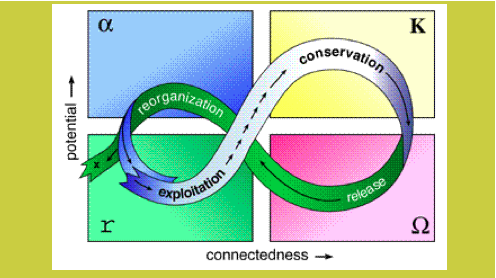 α
K
conservation
reorganization
potential →
x
exploitation
release
r
Ω
connectedness →